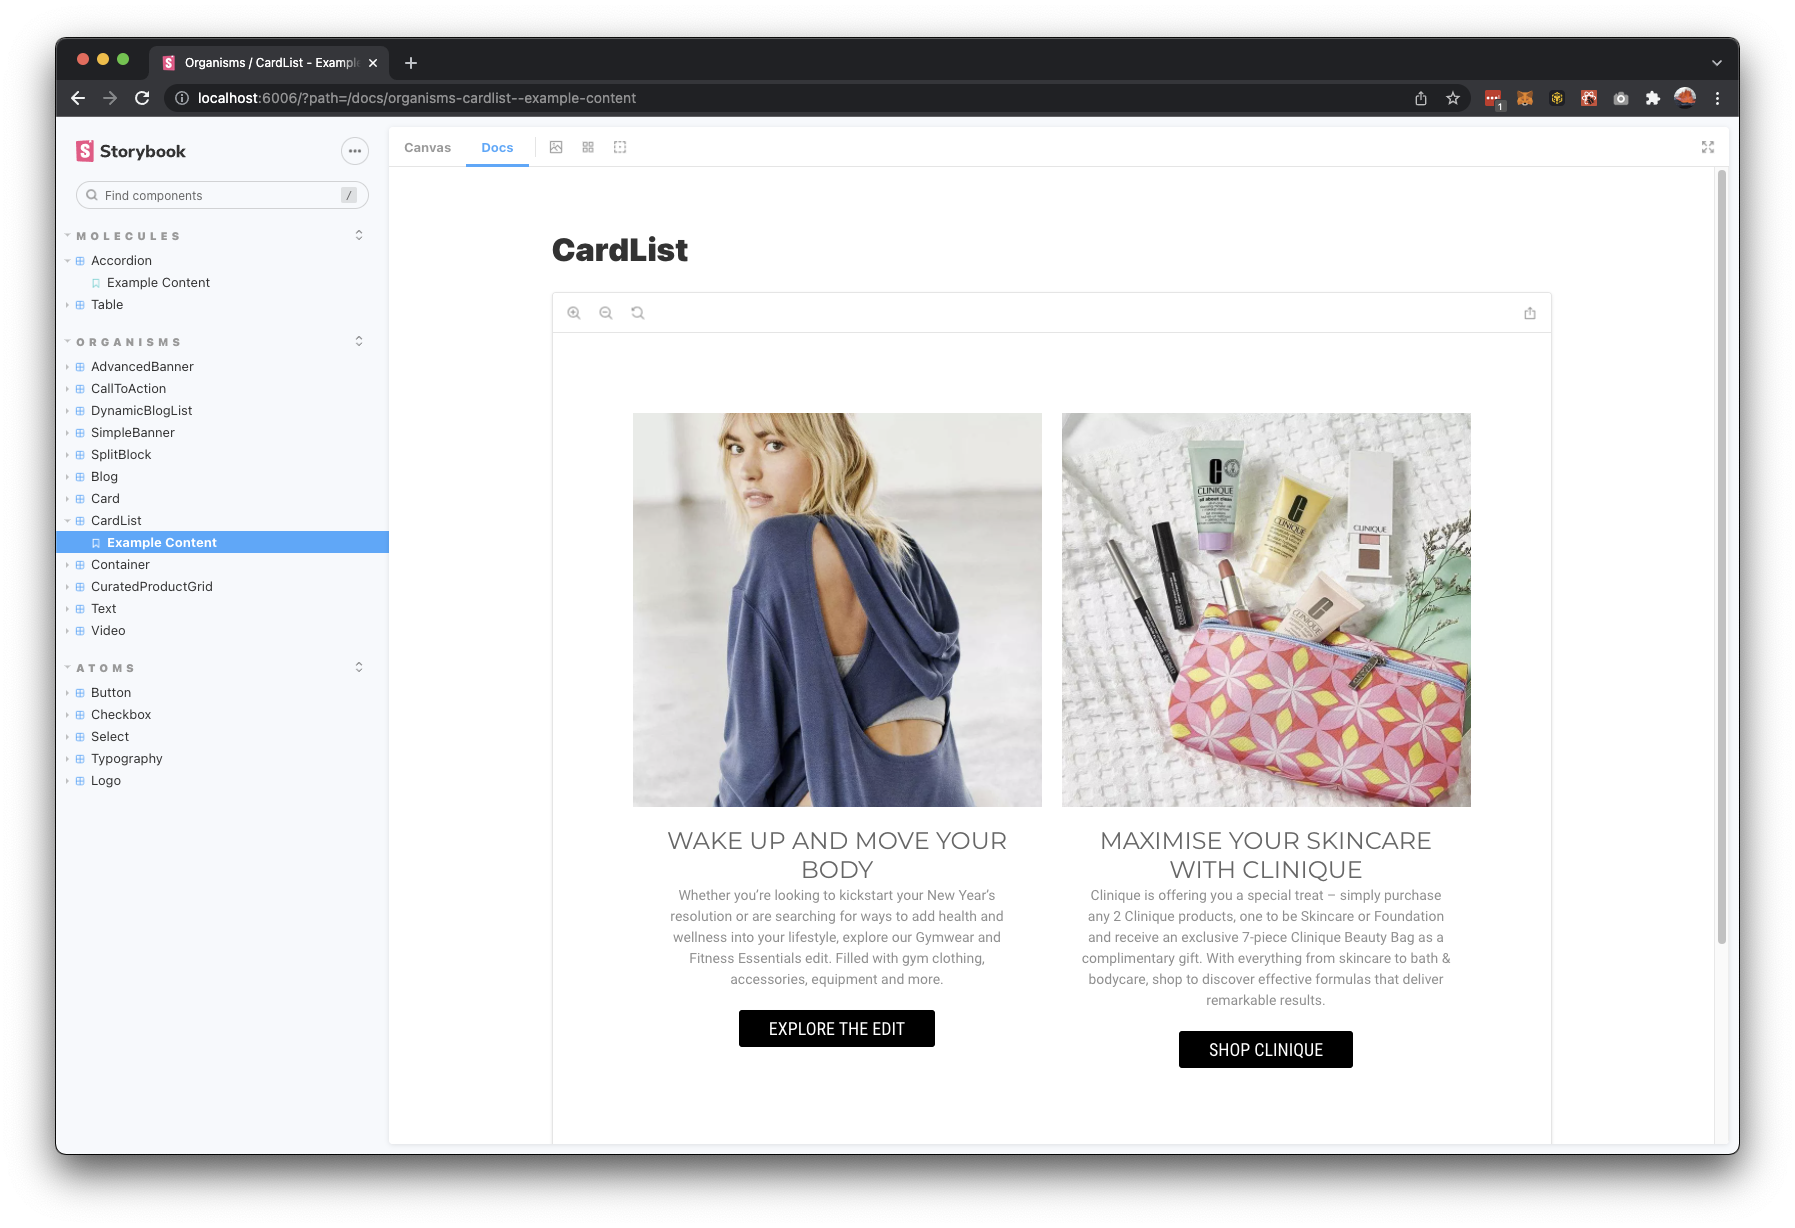 Organisms / CardList - Exampl
localhost:6006/?path=/docs/organisms-cardlist--example-content
1
Storybook
Find components
/
MOLECULES
Accordion
Example Content
Table
ORGANISMS
AdvancedBanner
CallToAction
DynamicBlogList
SimpleBanner
SplitBlock
Blog
Card
CardList
Example Content
Container
CuratedProductGrid
Text
Video
ATOMS
Button
Checkbox
Select
Typography
Logo
Canvas
Docs
CardList
WAKE UP AND MOVE YOUR
BODY
Whether you’re looking to kickstart your New Year’s
resolution or are searching for ways to add health and
wellness into your lifestyle, explore our Gymwear and
Fitness Essentials edit. Filled with gym clothing,
accessories, equipment and more.
EXPLORE THE EDIT
CLINIQUE
all about clean
CLINIQUE
CLINIQUE
CLINIQUE
MAXIMISE YOUR SKINCARE
WITH CLINIQUE
Clinique is offering you a special treat – simply purchase
any 2 Clinique products, one to be Skincare or Foundation
and receive an exclusive 7-piece Clinique Beauty Bag as a
complimentary gift. With everything from skincare to bath &
bodycare, shop to discover effective formulas that deliver
remarkable results.
SHOP CLINIQUE